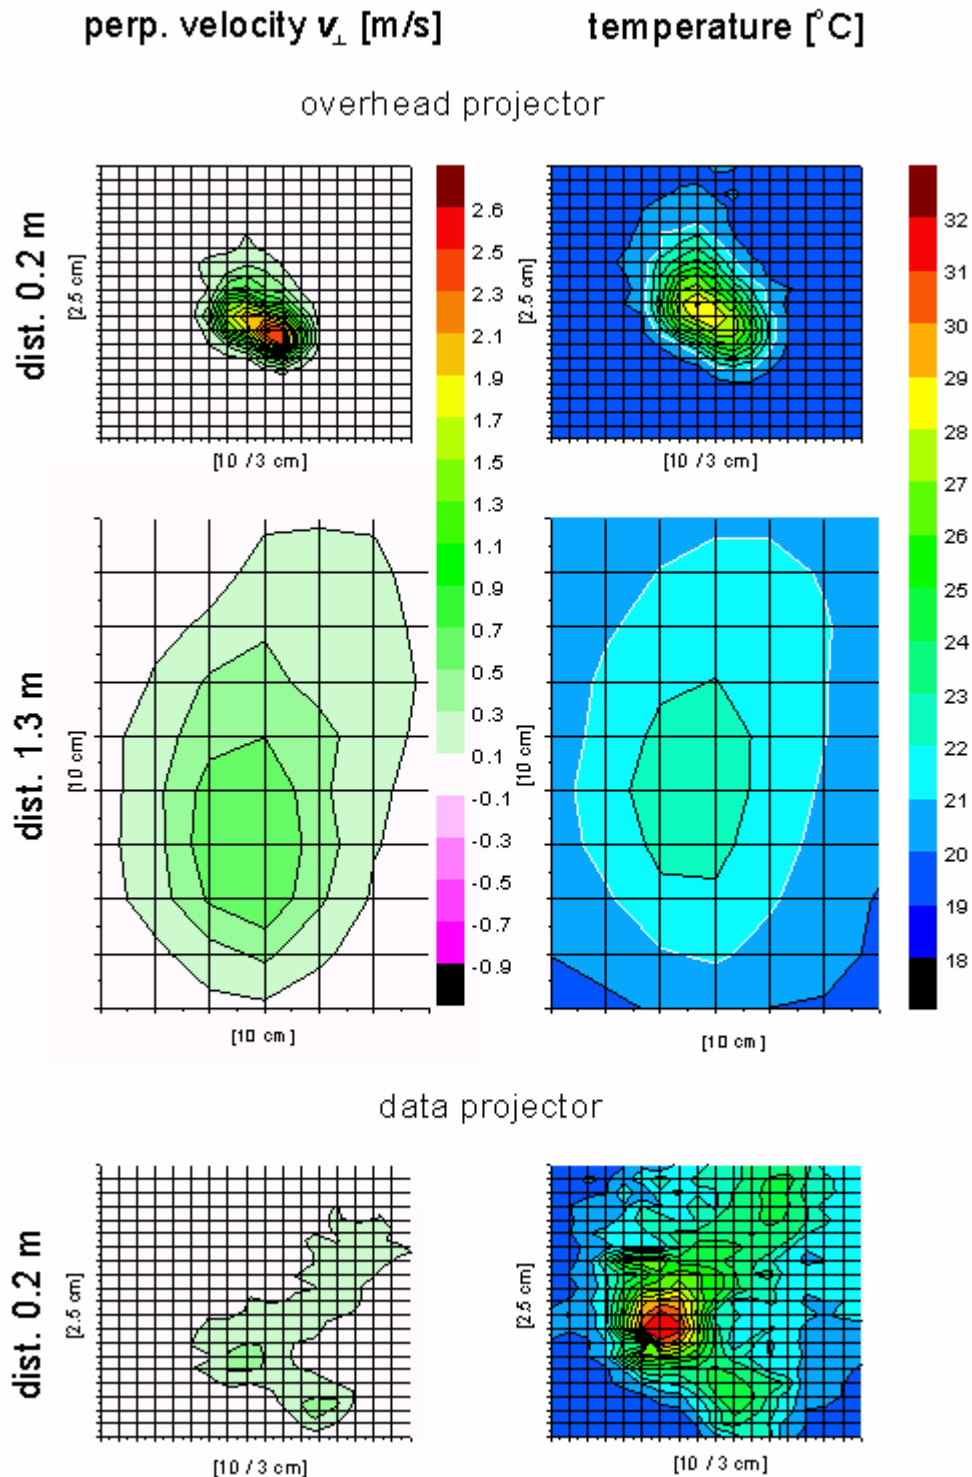 perp. velocity v⊥ [m/s]
temperature [°C]
overhead projector
dist. 0.2 m
[2.5 cm]
[10 / 3 cm]
2.6
2.5
2.3
2.1
1.9
1.7
1.5
1.3
1.1
0.9
0.7
0.5
0.3
0.1
-0.1
-0.3
-0.5
-0.7
-0.9
[2.5 cm]
[10 / 3 cm]
32
31
30
29
28
27
26
25
24
23
22
21
20
19
18
dist. 1.3 m
[10 cm]
[10 cm]
[10 cm]
[10 cm]
data projector
dist. 0.2 m
[2.5 cm]
[10 / 3 cm]
[2.5 cm]
[10 / 3 cm]